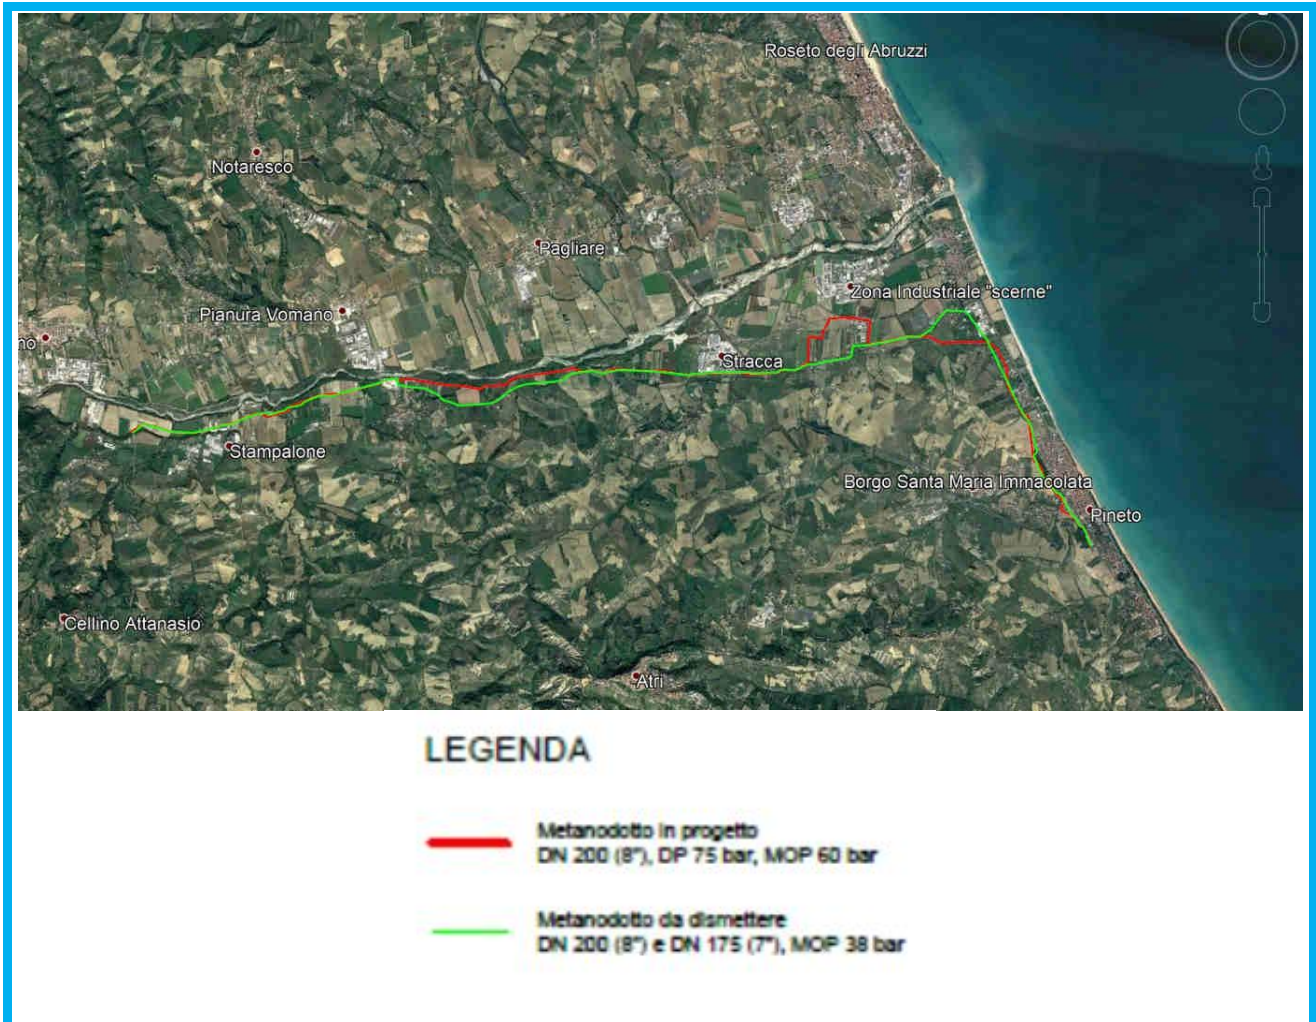 Roseto degli Abruzzi
Notaresco
Pagliare
Zona Industriale "scerne"
Pianura Vomano
no
Stracca
Stampalone
Borgo Santa Maria Immacolata
Pineto
Cellino Attanasio
Atri
LEGENDA
Metanodotto in progetto
DN 200 (8"), DP 75 bar, MOP 60 bar
Metanodotto da dismettere
DN 200 (8") e DN 175 (7"), MOP 38 bar